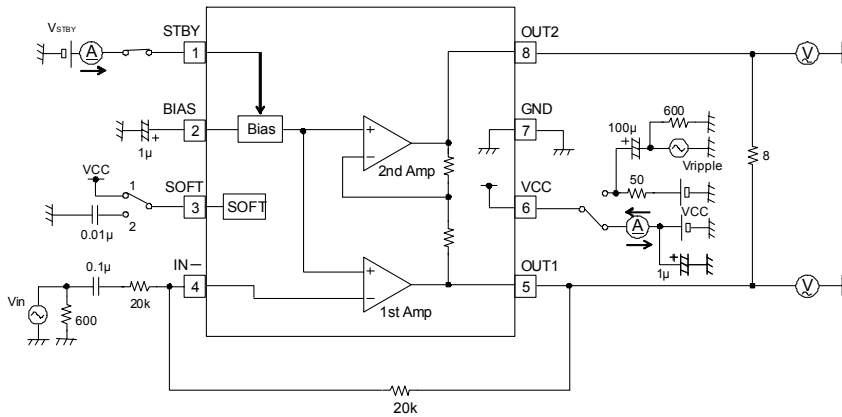 VSTBY
A
STBY
1
OUT2
8
V
BIAS
2
1µ
+
Bias
+
−
2nd Amp
GND
7
600
100µ
+
Vripple
8
VCC
1
2
SOFT
3
SOFT
0.01µ
VCC
6
50
VCC
A
1µ
+
IN−
4
0.1µ
20k
Vin
600
+
−
1st Amp
OUT1
5
V
20k